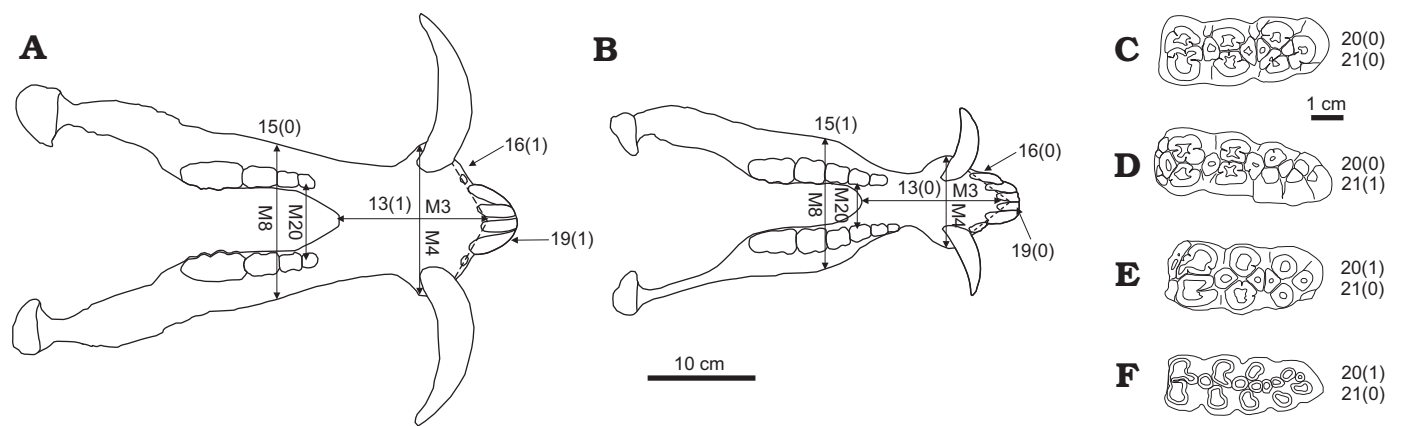 A
15(0)
16(1)
13(1)
M3
M8
M20
M4
19(1)
B
15(1)
16(0)
13(0)
M3
M8
M20
M4
19(0)
10 cm
C
20(0)
21(0)
1 cm
D
20(0)
21(1)
E
20(1)
21(0)
F
20(1)
21(0)